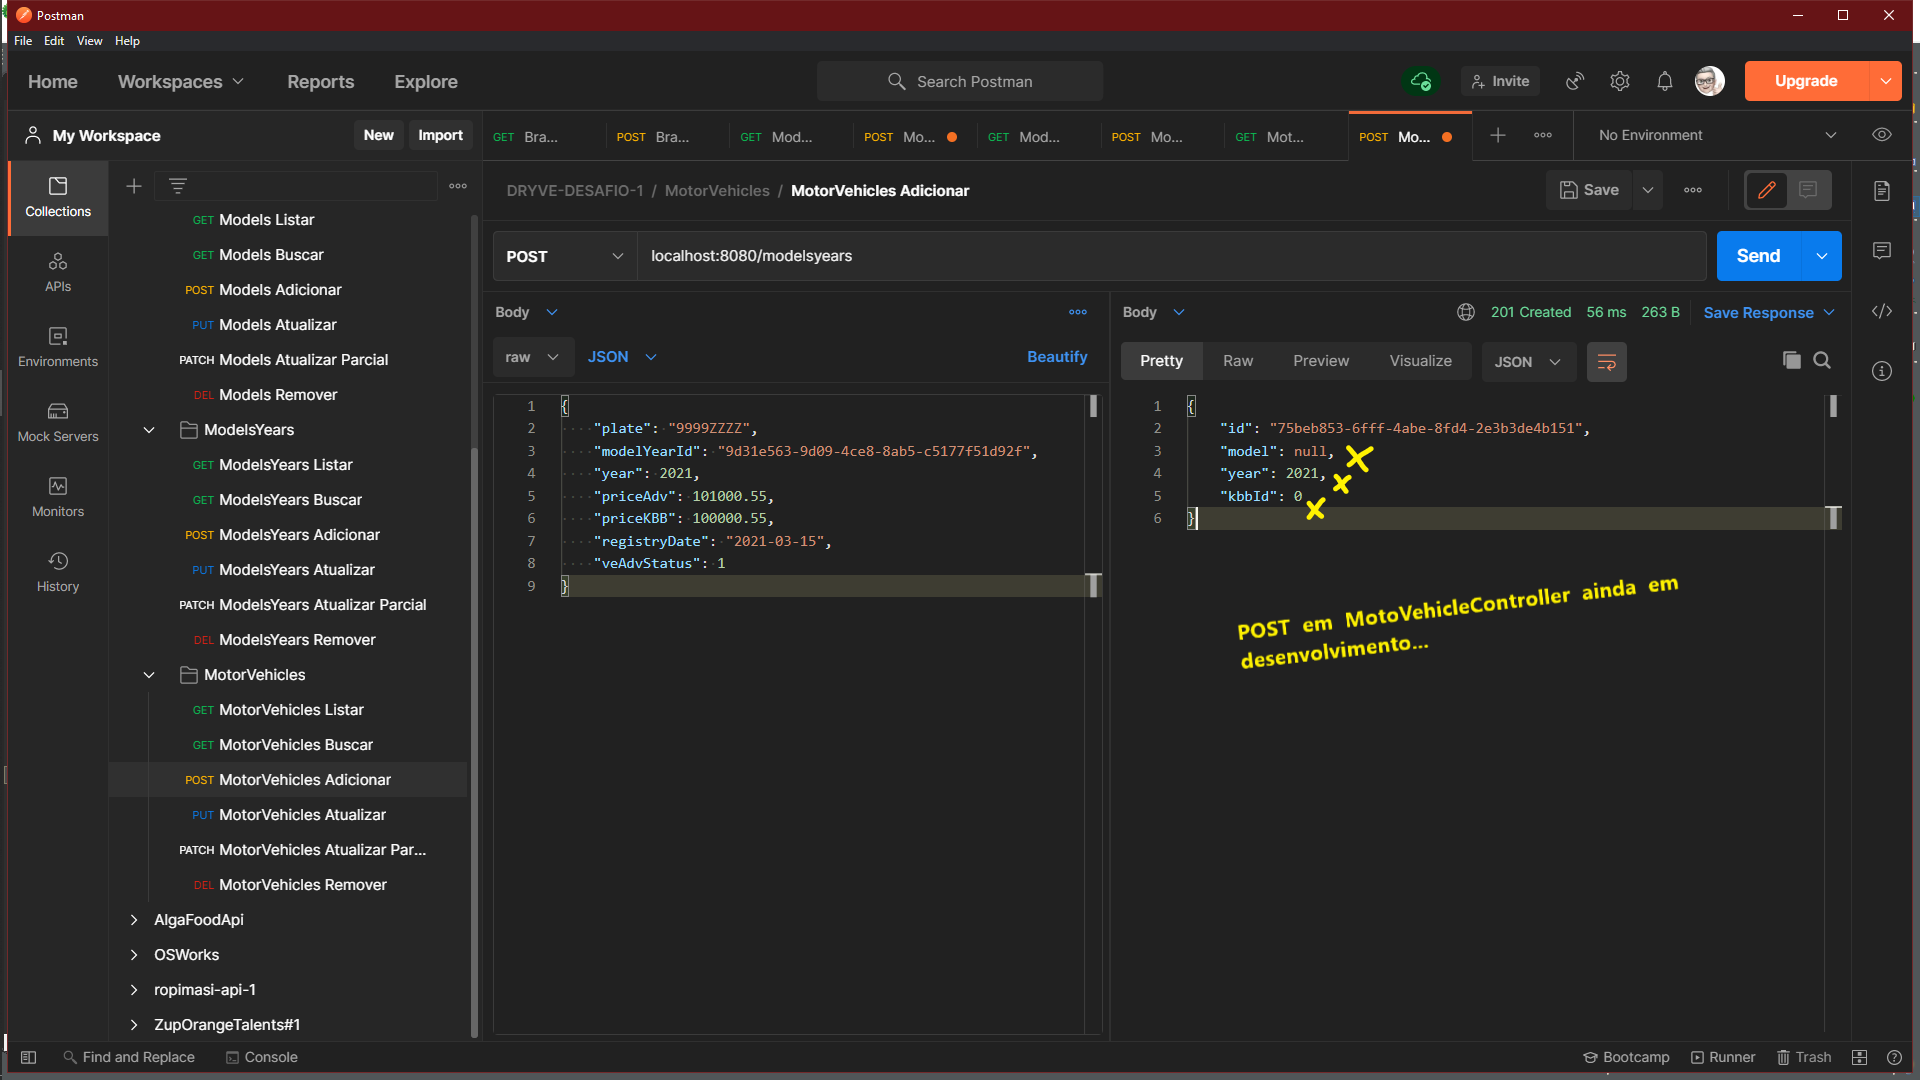 Postman
File Edit View Help
Home Workspaces Reports Explore
Search Postman
Invite
Upgrade
My Workspace
New Import
GET Bra...
POST Bra...
GET Mod...
POST Mo...
GET Mod...
POST Mo...
GET Mot...
POST Mo...
No Environment
Collections
APIs
Environments
Mock Servers
Monitors
History
GET Models Listar
GET Models Buscar
POST Models Adicionar
PUT Models Atualizar
PATCH Models Atualizar Parcial
DEL Models Remover
ModelsYears
GET ModelsYears Listar
GET ModelsYears Buscar
POST ModelsYears Adicionar
PUT ModelsYears Atualizar
PATCH ModelsYears Atualizar Parcial
DEL ModelsYears Remover
MotorVehicles
GET MotorVehicles Listar
GET MotorVehicles Buscar
POST MotorVehicles Adicionar
PUT MotorVehicles Atualizar
PATCH MotorVehicles Atualizar Par...
DEL MotorVehicles Remover
AlgaFoodApi
OSWorks
ropimasi-api-1
ZupOrangeTalents#1
DRYVE-DESAFIO-1 / MotorVehicles / MotorVehicles Adicionar
Save
POST localhost:8080/modelsyears
Send
Body
raw JSON Beautify
1 {
2 "plate": "9999ZZZZ",
3 "modelYearId": "9d31e563-9d09-4ce8-8ab5-c5177f51d92f",
4 "year": 2021,
5 "priceAdv": 101000.55,
6 "priceKBB": 100000.55,
7 "registryDate": "2021-03-15",
8 "veAdvStatus": 1
9 }
Body 201 Created 56 ms 263 B Save Response
Pretty Raw Preview Visualize JSON
1 {
2 "id": "75beb853-6fff-4abe-8fd4-2e3b3de4b151",
3 "model": null,
4 "year": 2021,
5 "kbbId": 0
6 }
POST em MotoVehicleController ainda em
desenvolvimento...
Find and Replace Console
Bootcamp Runner Trash